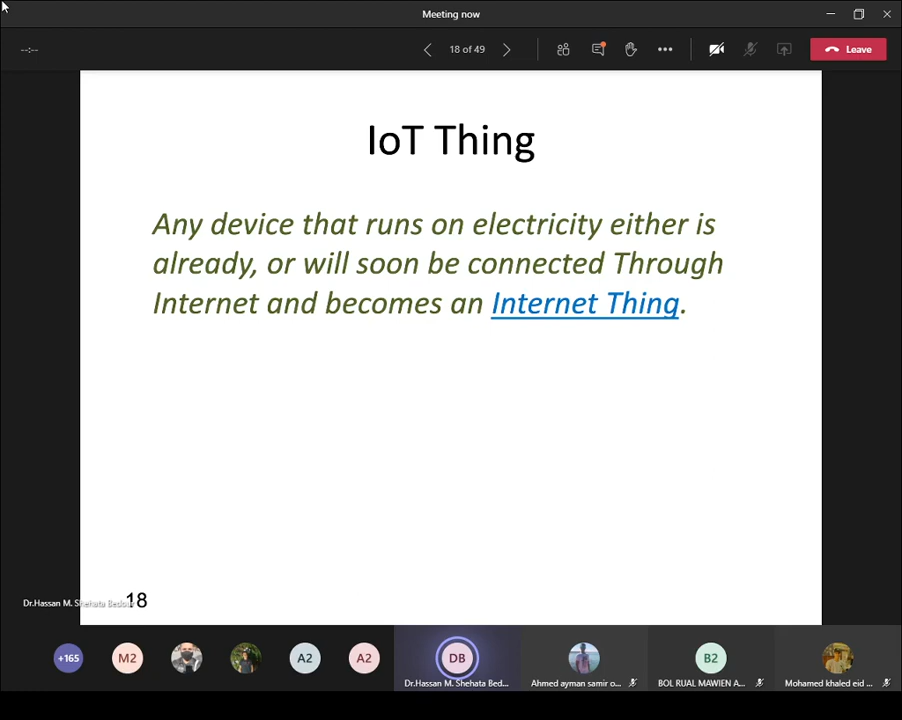 Meeting now
--:--
18 of 49
Leave
IoT Thing
Any device that runs on electricity either is
already, or will soon be connected Through
Internet and becomes an Internet Thing.
18
Dr.Hassan M. Shehata Bedour
+165
M2
A2
A2
DB
B2
Dr.Hassan M. Shehata Bed...
Ahmed ayman samir o...
BOL RUAL MAWIEN A...
Mohamed khaled eid ...